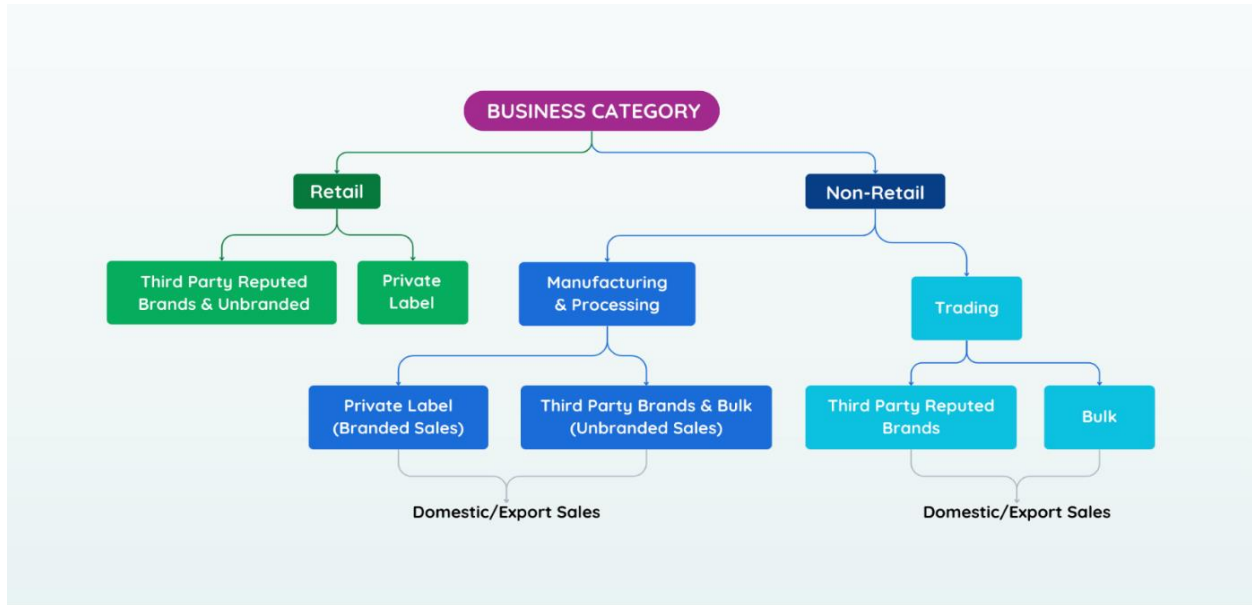 BUSINESS CATEGORY
Retail
Non-Retail
Third Party Reputed
Brands & Unbranded
Private
Label
Manufacturing
& Processing
Trading
Private Label
(Branded Sales)
Third Party Brands & Bulk
(Unbranded Sales)
Third Party Reputed
Brands
Bulk
Domestic/Export Sales
Domestic/Export Sales